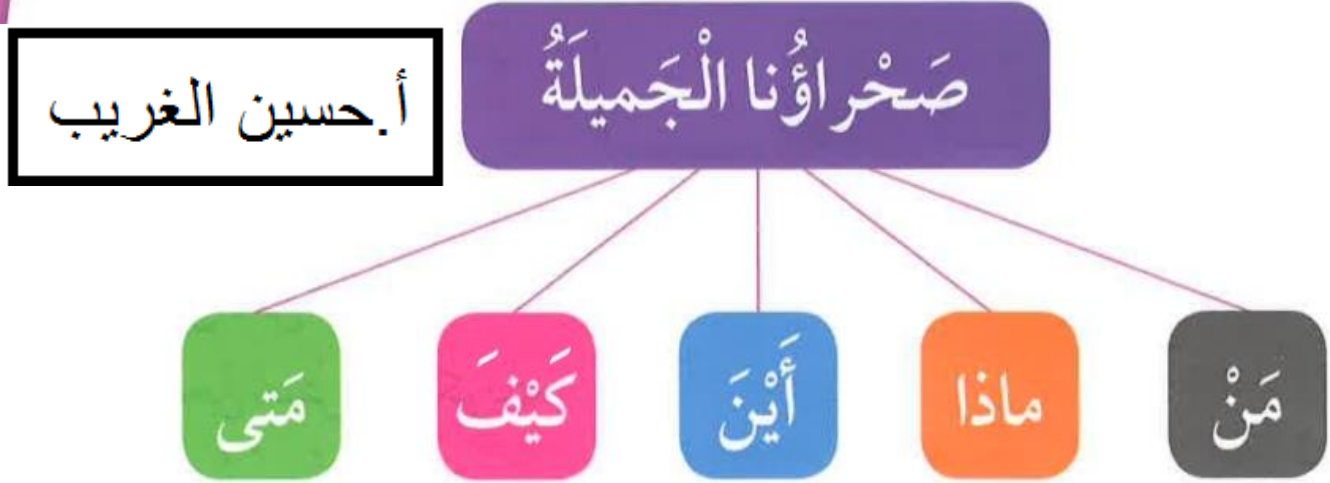 صَحْراؤُنا الْجَميلَةُ
أ.حسين الغريب
مَنْ
ماذا
أَيْنَ
كَيْفَ
مَتى